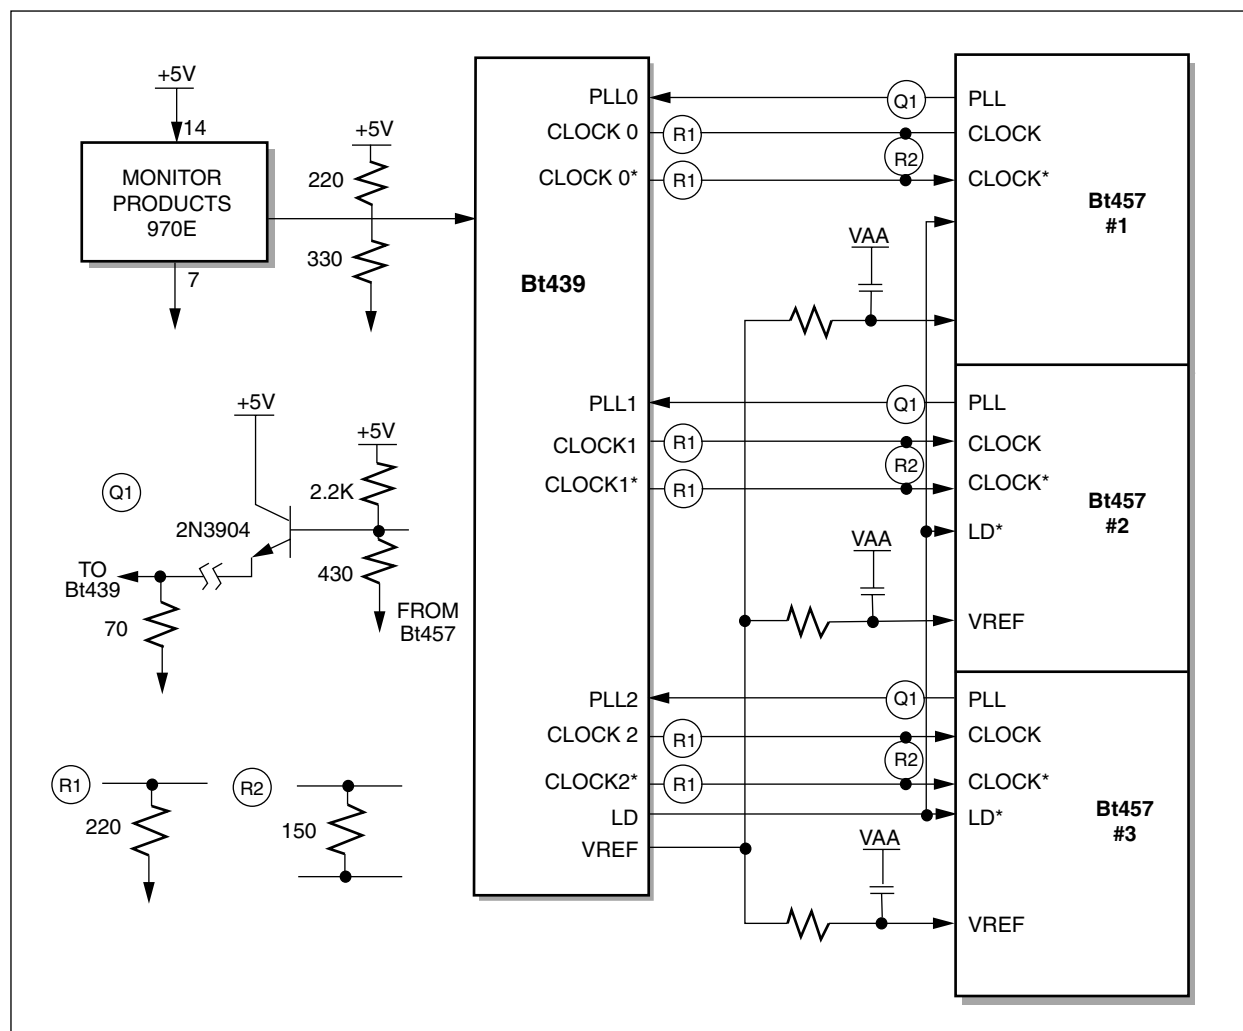 +5V
14
MONITOR
PRODUCTS
970E
7
+5V
220
330
+5V
+5V
Q1
2.2K
2N3904
TO
Bt439
430
70
FROM
Bt457
R1
220
R2
150
Bt439
PLL0
CLOCK 0
CLOCK 0*
PLL1
CLOCK1
CLOCK1*
PLL2
CLOCK 2
CLOCK2*
LD
VREF
Q1
R1
R2
R1
VAA
Q1
R1
R2
R1
VAA
Q1
R1
R2
R1
VAA
PLL
CLOCK
CLOCK*
Bt457
#1
PLL
CLOCK
CLOCK*
Bt457
#2
LD*
VREF
PLL
CLOCK
CLOCK*
Bt457
#3
LD*
VREF